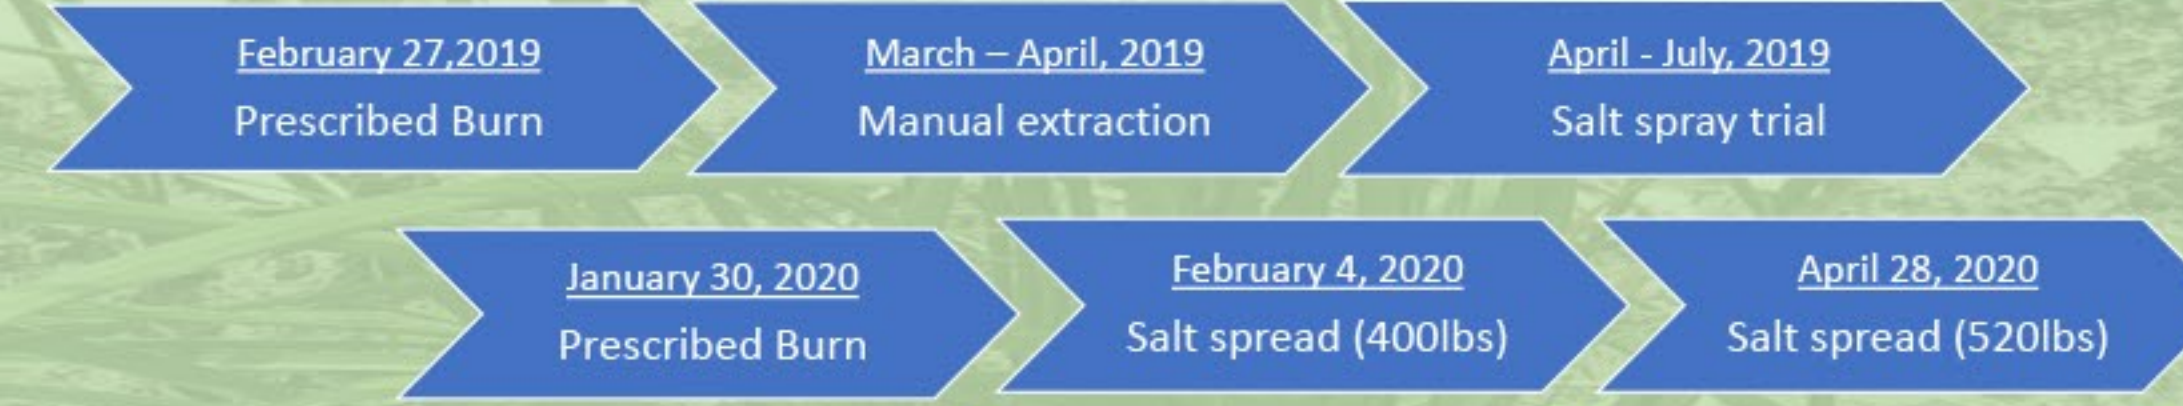 February 27,2019
Prescribed Burn
March – April, 2019
Manual extraction
April - July, 2019
Salt spray trial
January 30, 2020
Prescribed Burn
February 4, 2020
Salt spread (400lbs)
April 28, 2020
Salt spread (520lbs)